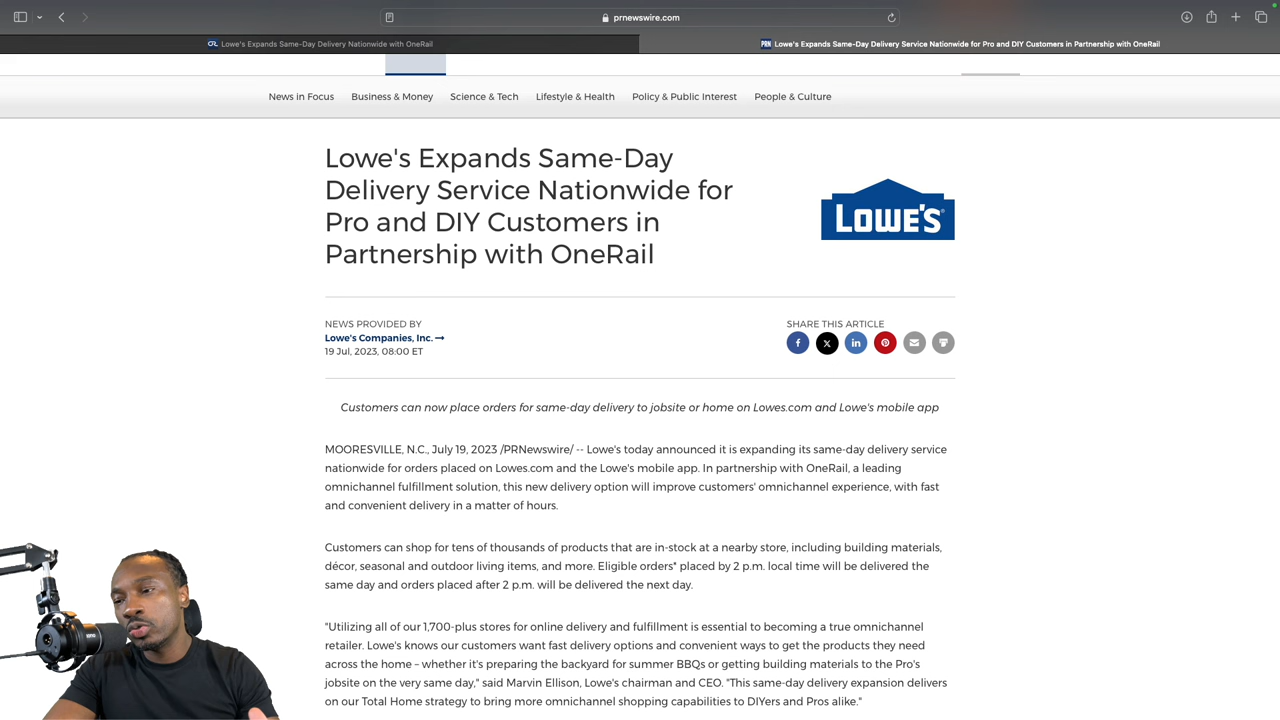 prnewswire.com
Lowe's Expands Same-Day Delivery Nationwide with OneRail
PRN Lowe's Expands Same-Day Delivery Service Nationwide for Pro and DIY Customers in Partnership with OneRail
News in Focus Business & Money Science & Tech Lifestyle & Health Policy & Public Interest People & Culture
Lowe's Expands Same-Day
Delivery Service Nationwide for
Pro and DIY Customers in
Partnership with OneRail
LOWE'S
NEWS PROVIDED BY
Lowe's Companies, Inc.
19 Jul, 2023, 08:00 ET
SHARE THIS ARTICLE
Customers can now place orders for same-day delivery to jobsite or home on Lowes.com and Lowe's mobile app
MOORESVILLE, N.C., July 19, 2023 /PRNewswire/ -- Lowe's today announced it is expanding its same-day delivery service
nationwide for orders placed on Lowes.com and the Lowe's mobile app. In partnership with OneRail, a leading
omnichannel fulfillment solution, this new delivery option will improve customers' omnichannel experience, with fast
and convenient delivery in a matter of hours.
Customers can shop for tens of thousands of products that are in-stock at a nearby store, including building materials,
décor, seasonal and outdoor living items, and more. Eligible orders* placed by 2 p.m. local time will be delivered the
same day and orders placed after 2 p.m. will be delivered the next day.
"Utilizing all of our 1,700-plus stores for online delivery and fulfillment is essential to becoming a true omnichannel
retailer. Lowe's knows our customers want fast delivery options and convenient ways to get the products they need
across the home – whether it's preparing the backyard for summer BBQs or getting building materials to the Pro's
jobsite on the very same day," said Marvin Ellison, Lowe's chairman and CEO. "This same-day delivery expansion delivers
on our Total Home strategy to bring more omnichannel shopping capabilities to DIYers and Pros alike."